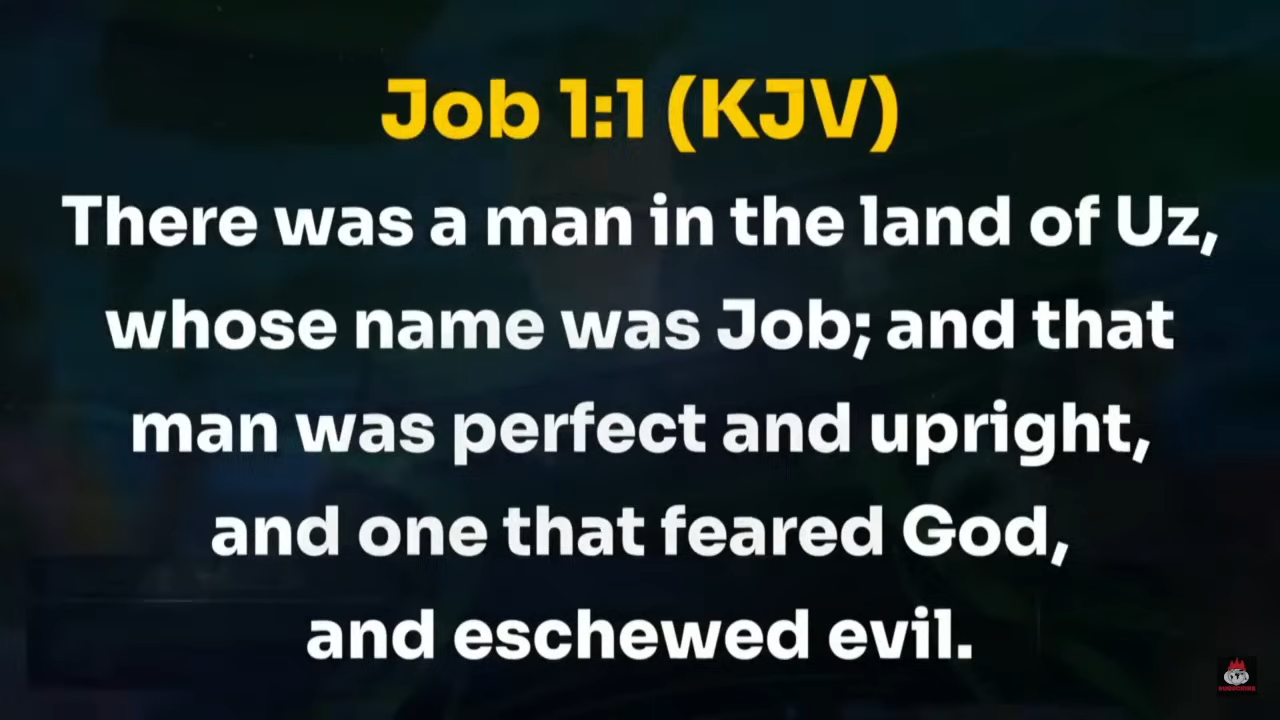 Job 1:1 (KJV)
There was a man in the land of Uz,
whose name was Job; and that
man was perfect and upright,
and one that feared God,
and eschewed evil.